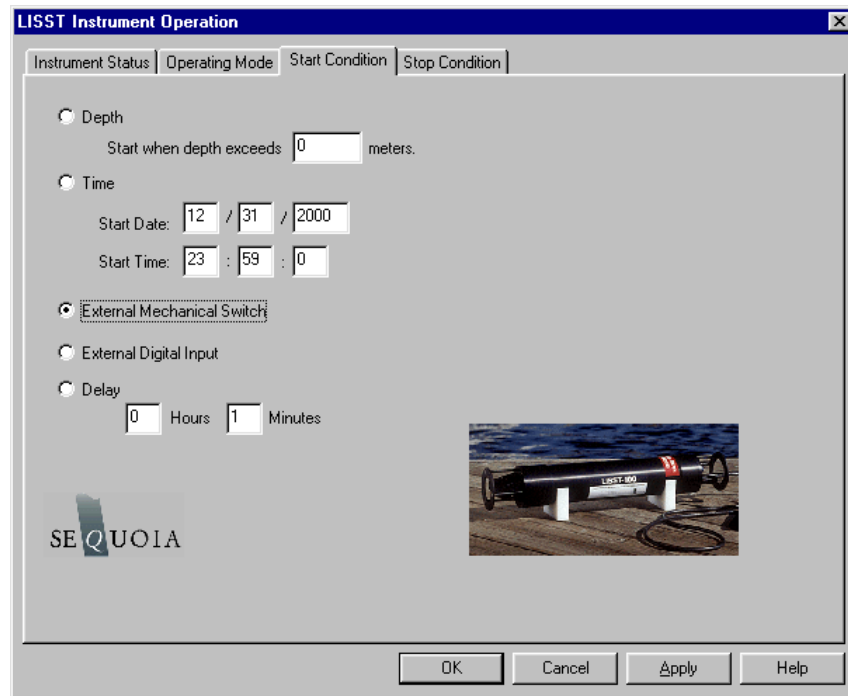 LISST Instrument Operation
Instrument Status Operating Mode Start Condition Stop Condition
Depth
Start when depth exceeds 0 meters.
Time
Start Date: 12 / 31 / 2000
Start Time: 23 : 59 : 0
External Mechanical Switch
External Digital Input
Delay
0 Hours 1 Minutes
LISST-100
SEQUOIA
OK Cancel Apply Help